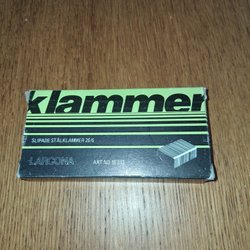 klammer
SLIPADE STÅLKLAMMER 26/6
LARGONA
ART NO